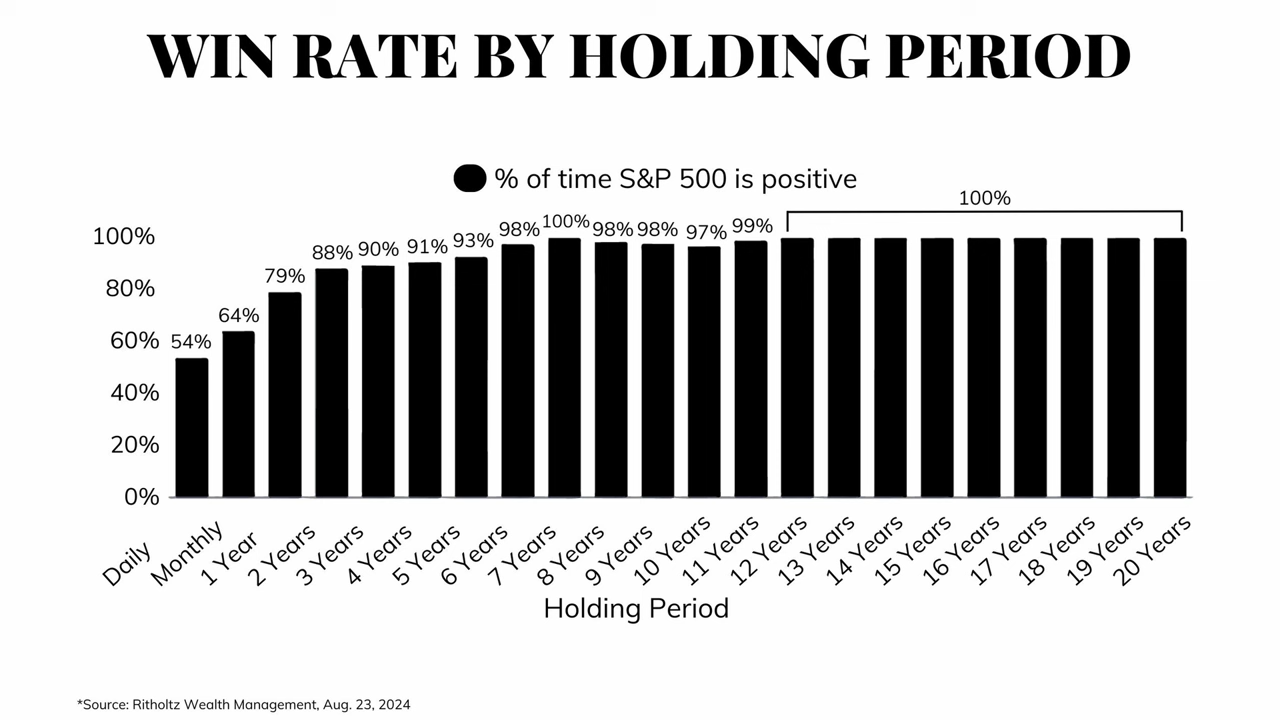 WIN RATE BY HOLDING PERIOD
% of time S&P 500 is positive
100%
54%
64%
79%
88%
90%
91%
93%
98%
100%
98%
98%
97%
99%
100%
80%
60%
40%
20%
0%
Daily
Monthly
1 Year
2 Years
3 Years
4 Years
5 Years
6 Years
7 Years
8 Years
9 Years
10 Years
11 Years
12 Years
13 Years
14 Years
15 Years
16 Years
17 Years
18 Years
19 Years
20 Years
Holding Period
*Source: Ritholtz Wealth Management, Aug. 23, 2024